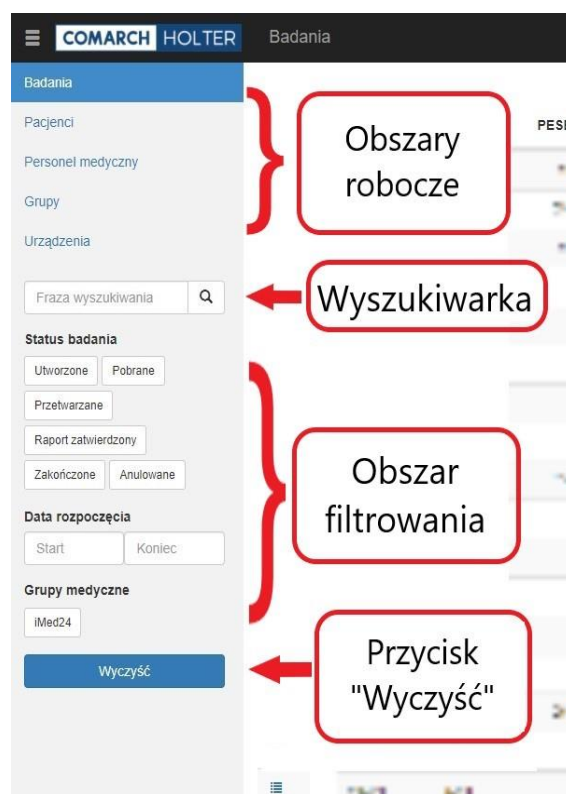 COMARCH HOLTER
Badania
Badania
Pacjenci
Personel medyczny
Grupy
Urządzenia
Obszary
robocze
Fraza wyszukiwania
Wyszukiwarka
Status badania
Utworzone
Pobrane
Przetwarzane
Raport zatwierdzony
Zakończone
Anulowane
Data rozpoczęcia
Start
Koniec
Grupy medyczne
iMed24
Obszar
filtrowania
Wyczyść
Przycisk
"Wyczyść"